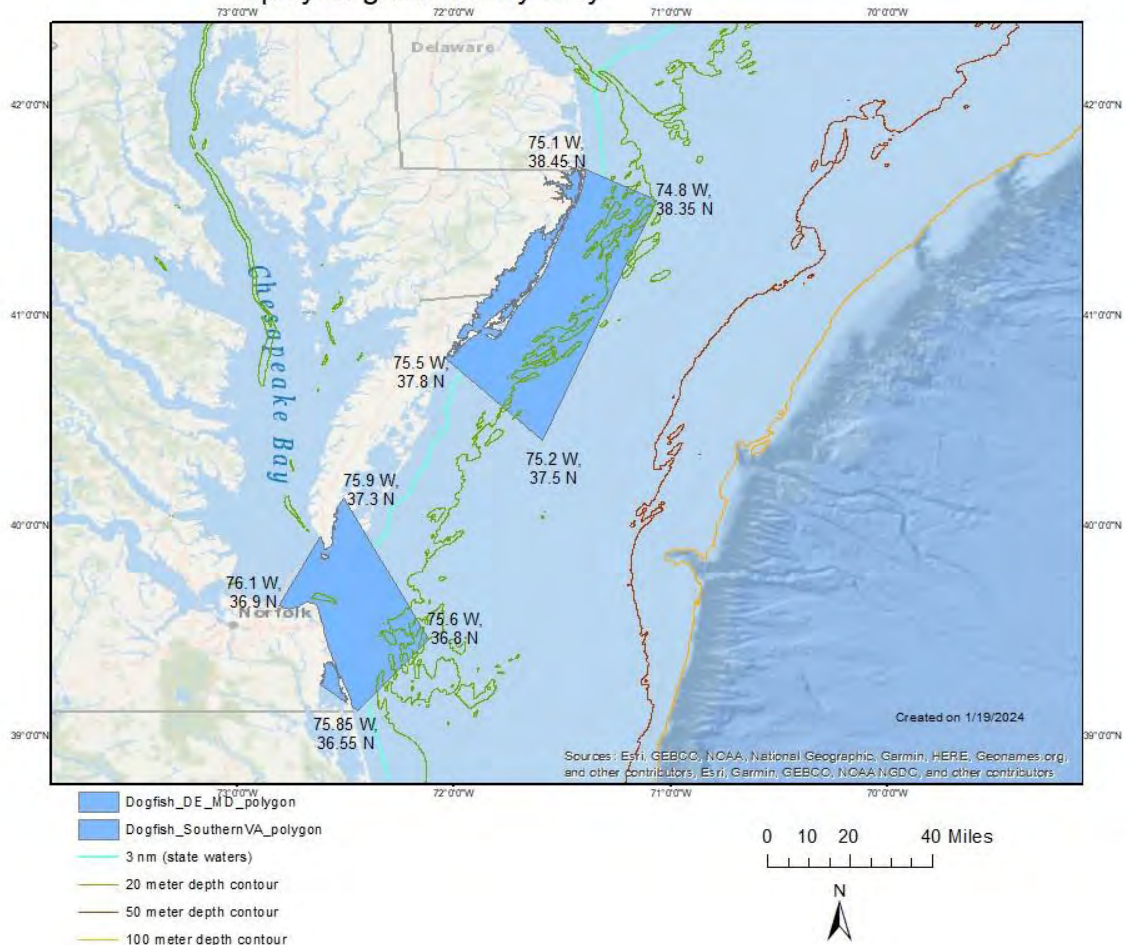 73°0'0"W 72°0'0"W 71°0'0"W 70°0'0"W
Delaware
42°0'0"N 42°0'0"N
75.1 W,
38.45 N
74.8 W,
38.35 N
Chesapeake Bay
41°0'0"N 41°0'0"N
75.5 W,
37.8 N
75.2 W,
37.5 N
75.9 W,
37.3 N
40°0'0"N 40°0'0"N
76.1 W,
36.9 N
Norfolk
75.6 W,
36.8 N
75.85 W,
36.55 N
Created on 1/19/2024
39°0'0"N 39°0'0"N
Sources: Esri, GEBCO, NOAA, National Geographic, Garmin, HERE, Geonames.org,
and other contributors, Esri, Garmin, GEBCO, NOAA NGDC, and other contributors
73°0'0"W 72°0'0"W 71°0'0"W 70°0'0"W
Dogfish_DE_MD_polygon
Dogfish_SouthernVA_polygon
3 nm (state waters)
20 meter depth contour
50 meter depth contour
100 meter depth contour
0 10 20 40 Miles
N